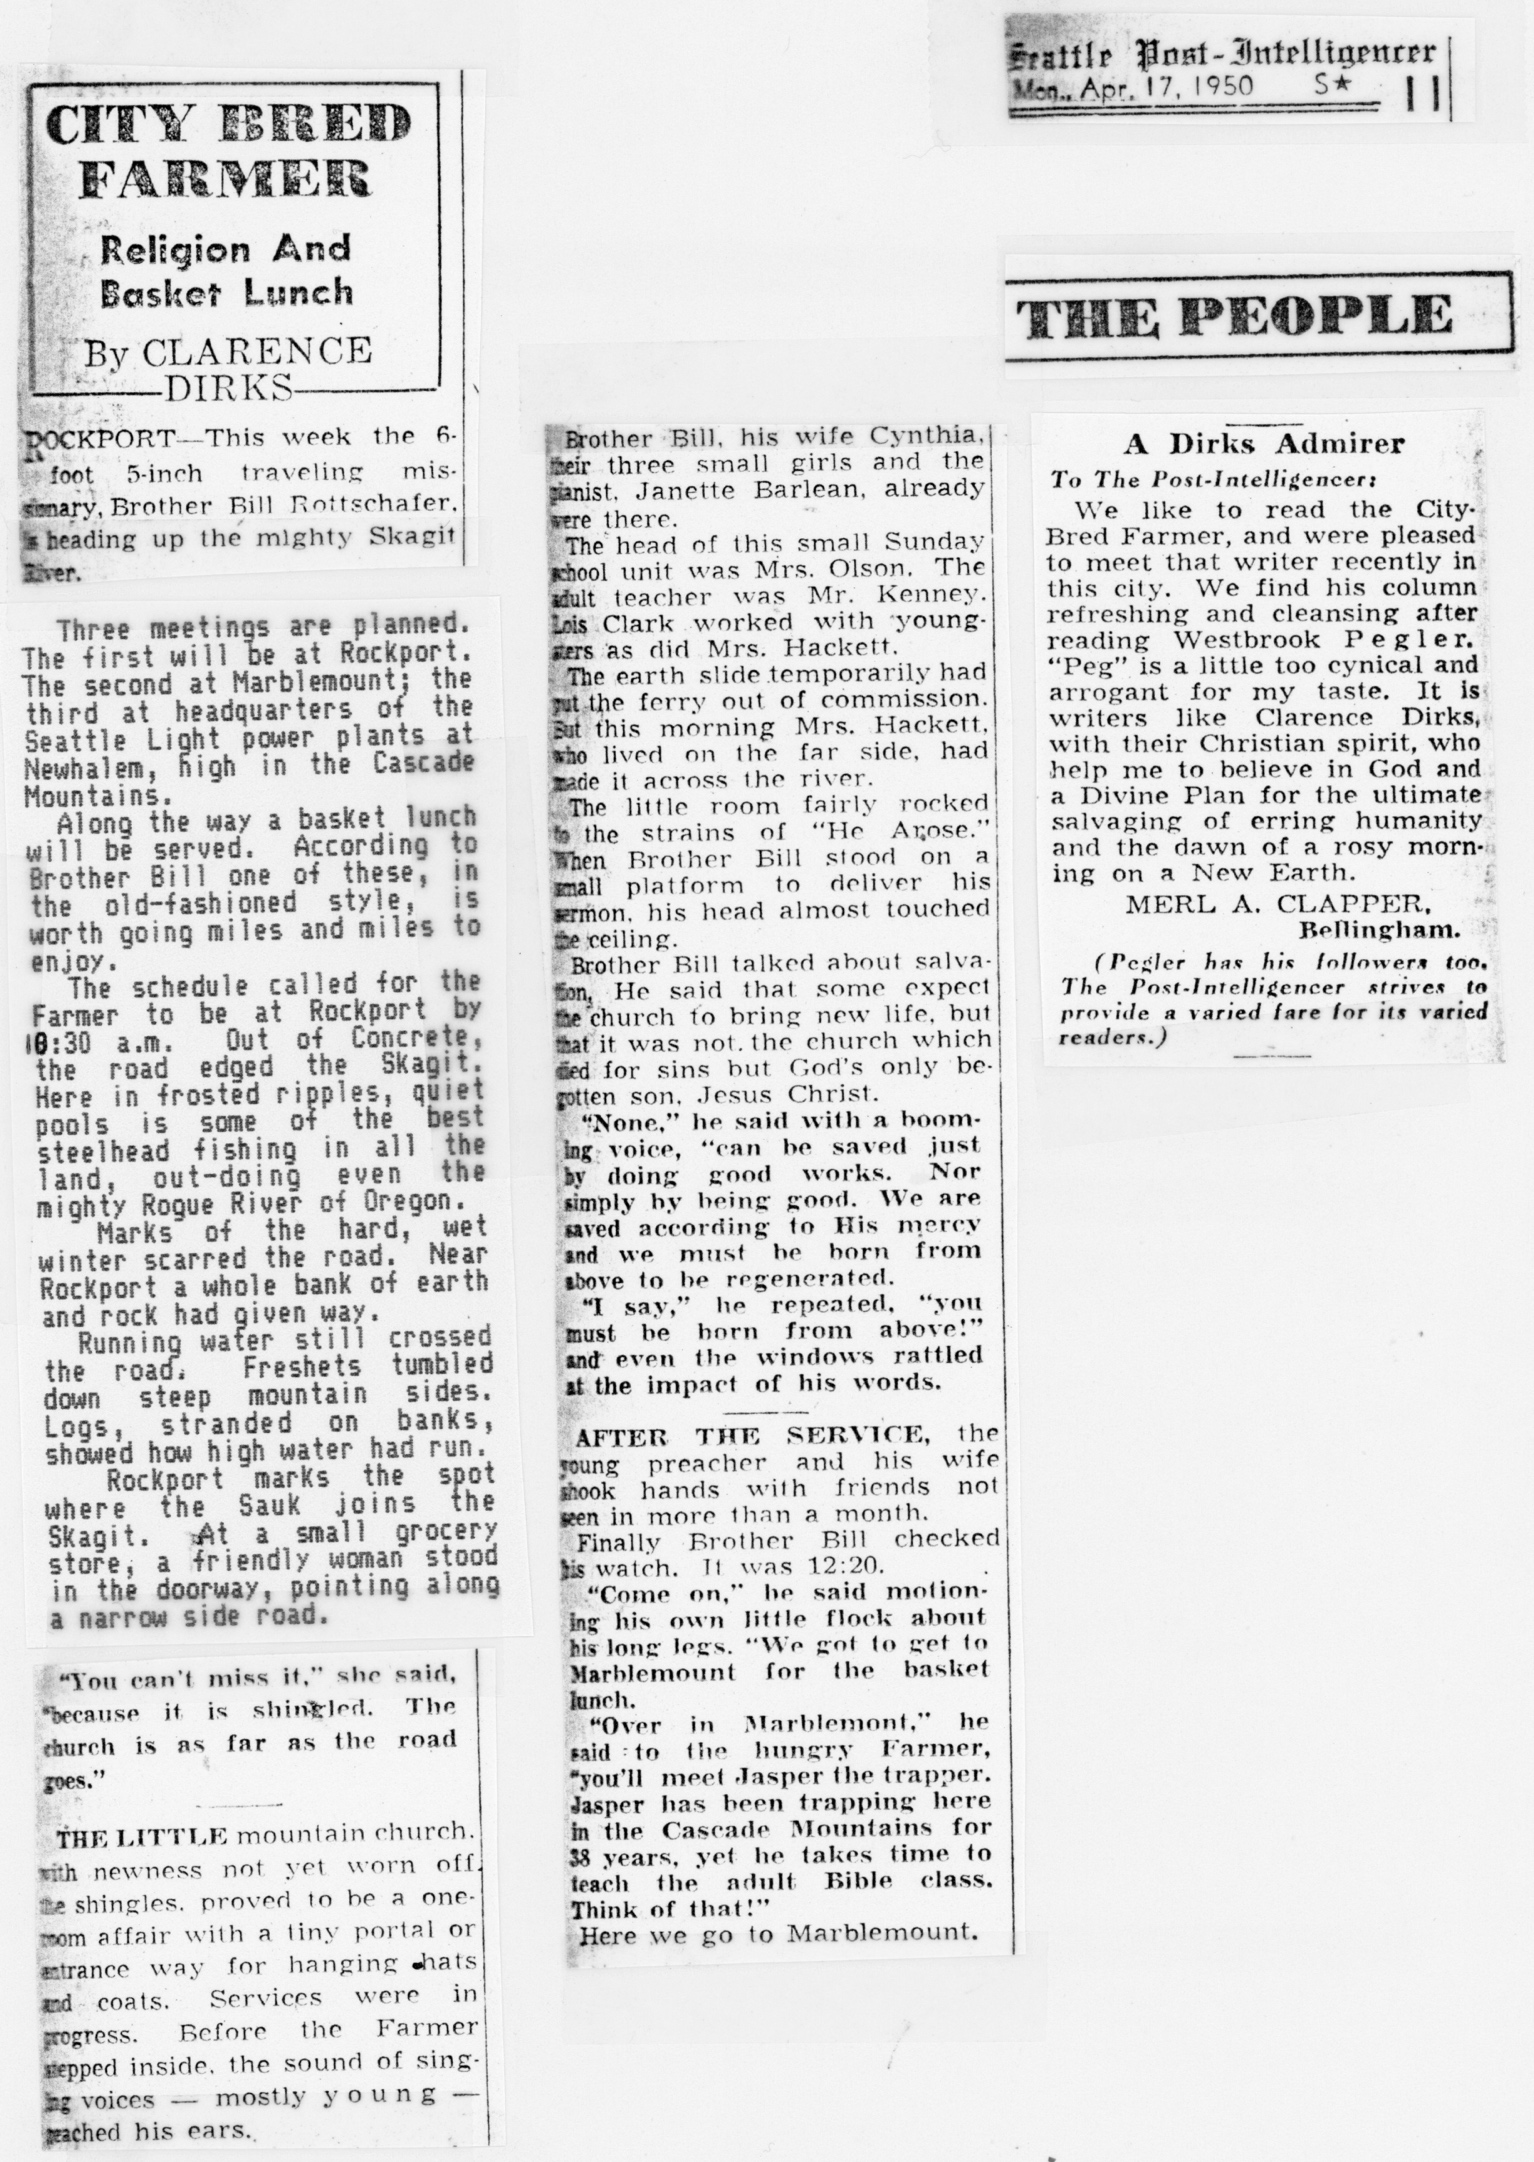 Seattle Post-Intelligencer
Mon., Apr. 17, 1950 S★ 11
CITY BRED
FARMER
Religion And
Basket Lunch
By CLARENCE
DIRKS
ROCKPORT—This week the 6-
foot 5-inch traveling mis-
sionary, Brother Bill Rottschafer,
is heading up the mighty Skagit
River.
Three meetings are planned.
The first will be at Rockport.
The second at Marblemount; the
third at headquarters of the
Seattle Light power plants at
Newhalem, high in the Cascade
Mountains.
Along the way a basket lunch
will be served. According to
Brother Bill one of these, in
the old-fashioned style, is
worth going miles and miles to
enjoy.
The schedule called for the
Farmer to be at Rockport by
10:30 a.m. Out of Concrete,
the road edged the Skagit.
Here in frosted ripples, quiet
pools is some of the best
steelhead fishing in all the
land, out-doing even the
mighty Rogue River of Oregon.
Marks of the hard, wet
winter scarred the road. Near
Rockport a whole bank of earth
and rock had given way.
Running water still crossed
the road. Freshets tumbled
down steep mountain sides.
Logs, stranded on banks,
showed how high water had run.
Rockport marks the spot
where the Sauk joins the
Skagit. At a small grocery
store, a friendly woman stood
in the doorway, pointing along
a narrow side road.
"You can't miss it," she said,
"because it is shingled. The
church is as far as the road
goes."
THE LITTLE mountain church,
with newness not yet worn off
the shingles, proved to be a one-
room affair with a tiny portal or
entrance way for hanging hats
and coats. Services were in
progress. Before the Farmer
stepped inside, the sound of sing-
ing voices — mostly young —
reached his ears.
Brother Bill, his wife Cynthia,
their three small girls and the
pianist, Janette Barlean, already
were there.
The head of this small Sunday
school unit was Mrs. Olson. The
adult teacher was Mr. Kenney.
Lois Clark worked with young-
sters as did Mrs. Hackett.
The earth slide temporarily had
put the ferry out of commission.
But this morning Mrs. Hackett,
who lived on the far side, had
made it across the river.
The little room fairly rocked
to the strains of "He Arose."
When Brother Bill stood on a
small platform to deliver his
sermon, his head almost touched
the ceiling.
Brother Bill talked about salva-
tion. He said that some expect
the church to bring new life, but
that it was not the church which
died for sins but God's only be-
gotten son, Jesus Christ.
"None," he said with a boom-
ing voice, "can be saved just
by doing good works. Nor
simply by being good. We are
saved according to His mercy
and we must be born from
above to be regenerated.
"I say," he repeated, "you
must be born from above!"
and even the windows rattled
at the impact of his words.
AFTER THE SERVICE, the
young preacher and his wife
shook hands with friends not
seen in more than a month.
Finally Brother Bill checked
his watch. It was 12:20.
"Come on," he said motion-
ing his own little flock about
his long legs. "We got to get to
Marblemount for the basket
lunch.
"Over in Marblemont," he
said to the hungry Farmer,
"you'll meet Jasper the trapper.
Jasper has been trapping here
in the Cascade Mountains for
38 years, yet he takes time to
teach the adult Bible class.
Think of that!"
Here we go to Marblemount.
THE PEOPLE
A Dirks Admirer
To The Post-Intelligencer:
We like to read the City-
Bred Farmer, and were pleased
to meet that writer recently in
this city. We find his column
refreshing and cleansing after
reading Westbrook Pegler.
"Peg" is a little too cynical and
arrogant for my taste. It is
writers like Clarence Dirks,
with their Christian spirit, who
help me to believe in God and
a Divine Plan for the ultimate
salvaging of erring humanity
and the dawn of a rosy morn-
ing on a New Earth.
MERL A. CLAPPER,
Bellingham.
(Pegler has his followers too.
The Post-Intelligencer strives to
provide a varied fare for its varied
readers.)